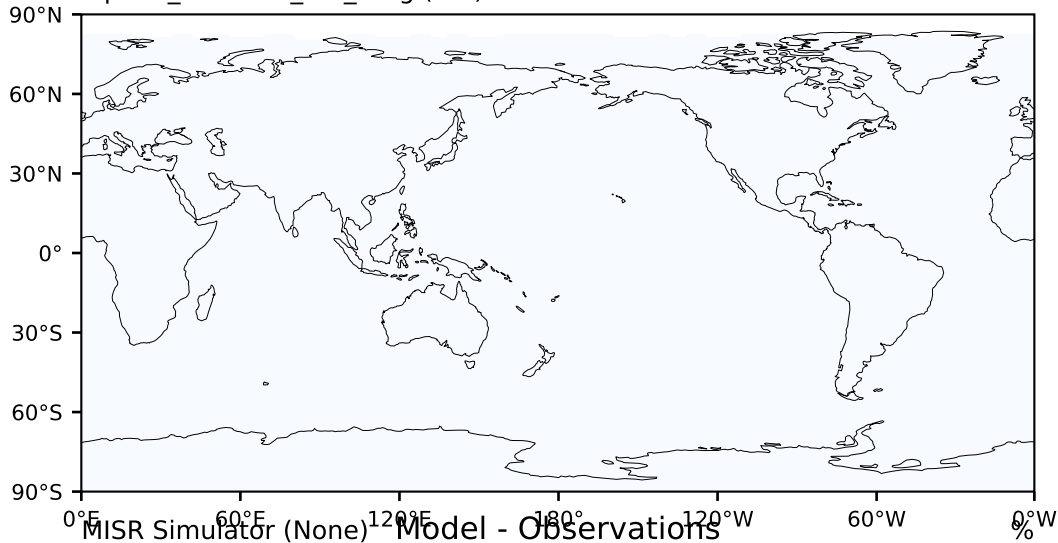 90°N
60°N
30°N
0°
30°S
60°S
90°S
0°E 60°E 120°E 180° 120°W 60°W 0°W
MISR Simulator (None) Model - Observations %